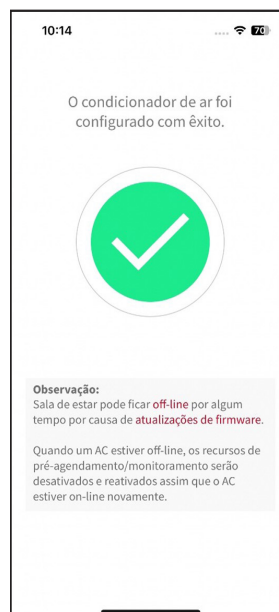 10:14
70
O condicionador de ar foi
configurado com êxito.
Observação:
Sala de estar pode ficar off-line por algum
tempo por causa de atualizações de firmware.
Quando um AC estiver off-line, os recursos de
pré-agendamento/monitoramento serão
desativados e reativados assim que o AC
estiver on-line novamente.